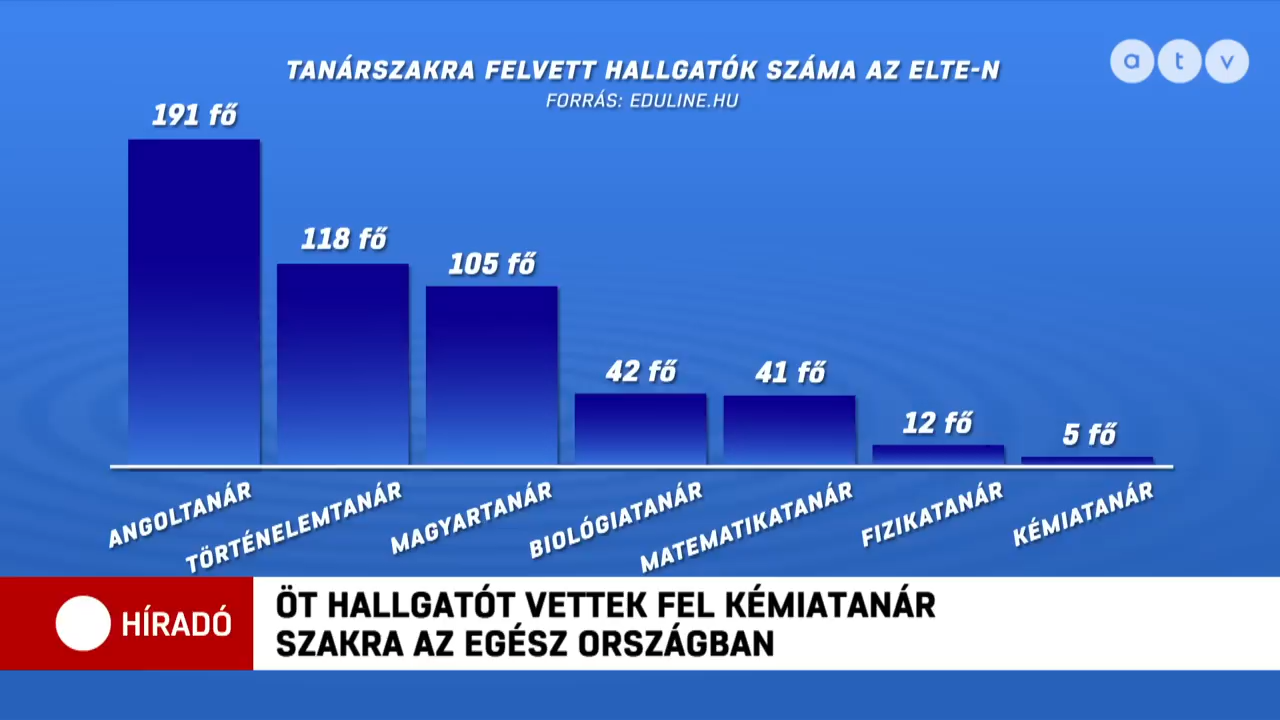 TANÁRSZAKRA FELVETT HALLGATÓK SZÁMA AZ ELTE-N
FORRÁS: EDULINE.HU
atv
191 fő
118 fő
105 fő
42 fő
41 fő
12 fő
5 fő
ANGOLTANÁR
TÖRTÉNELEMTANÁR
MAGYARTANÁR
BIOLÓGIATANÁR
MATEMATIKATANÁR
FIZIKATANÁR
KÉMIATANÁR
HÍRADÓ
ÖT HALLGATÓT VETTEK FEL KÉMIATANÁR
SZAKRA AZ EGÉSZ ORSZÁGBAN